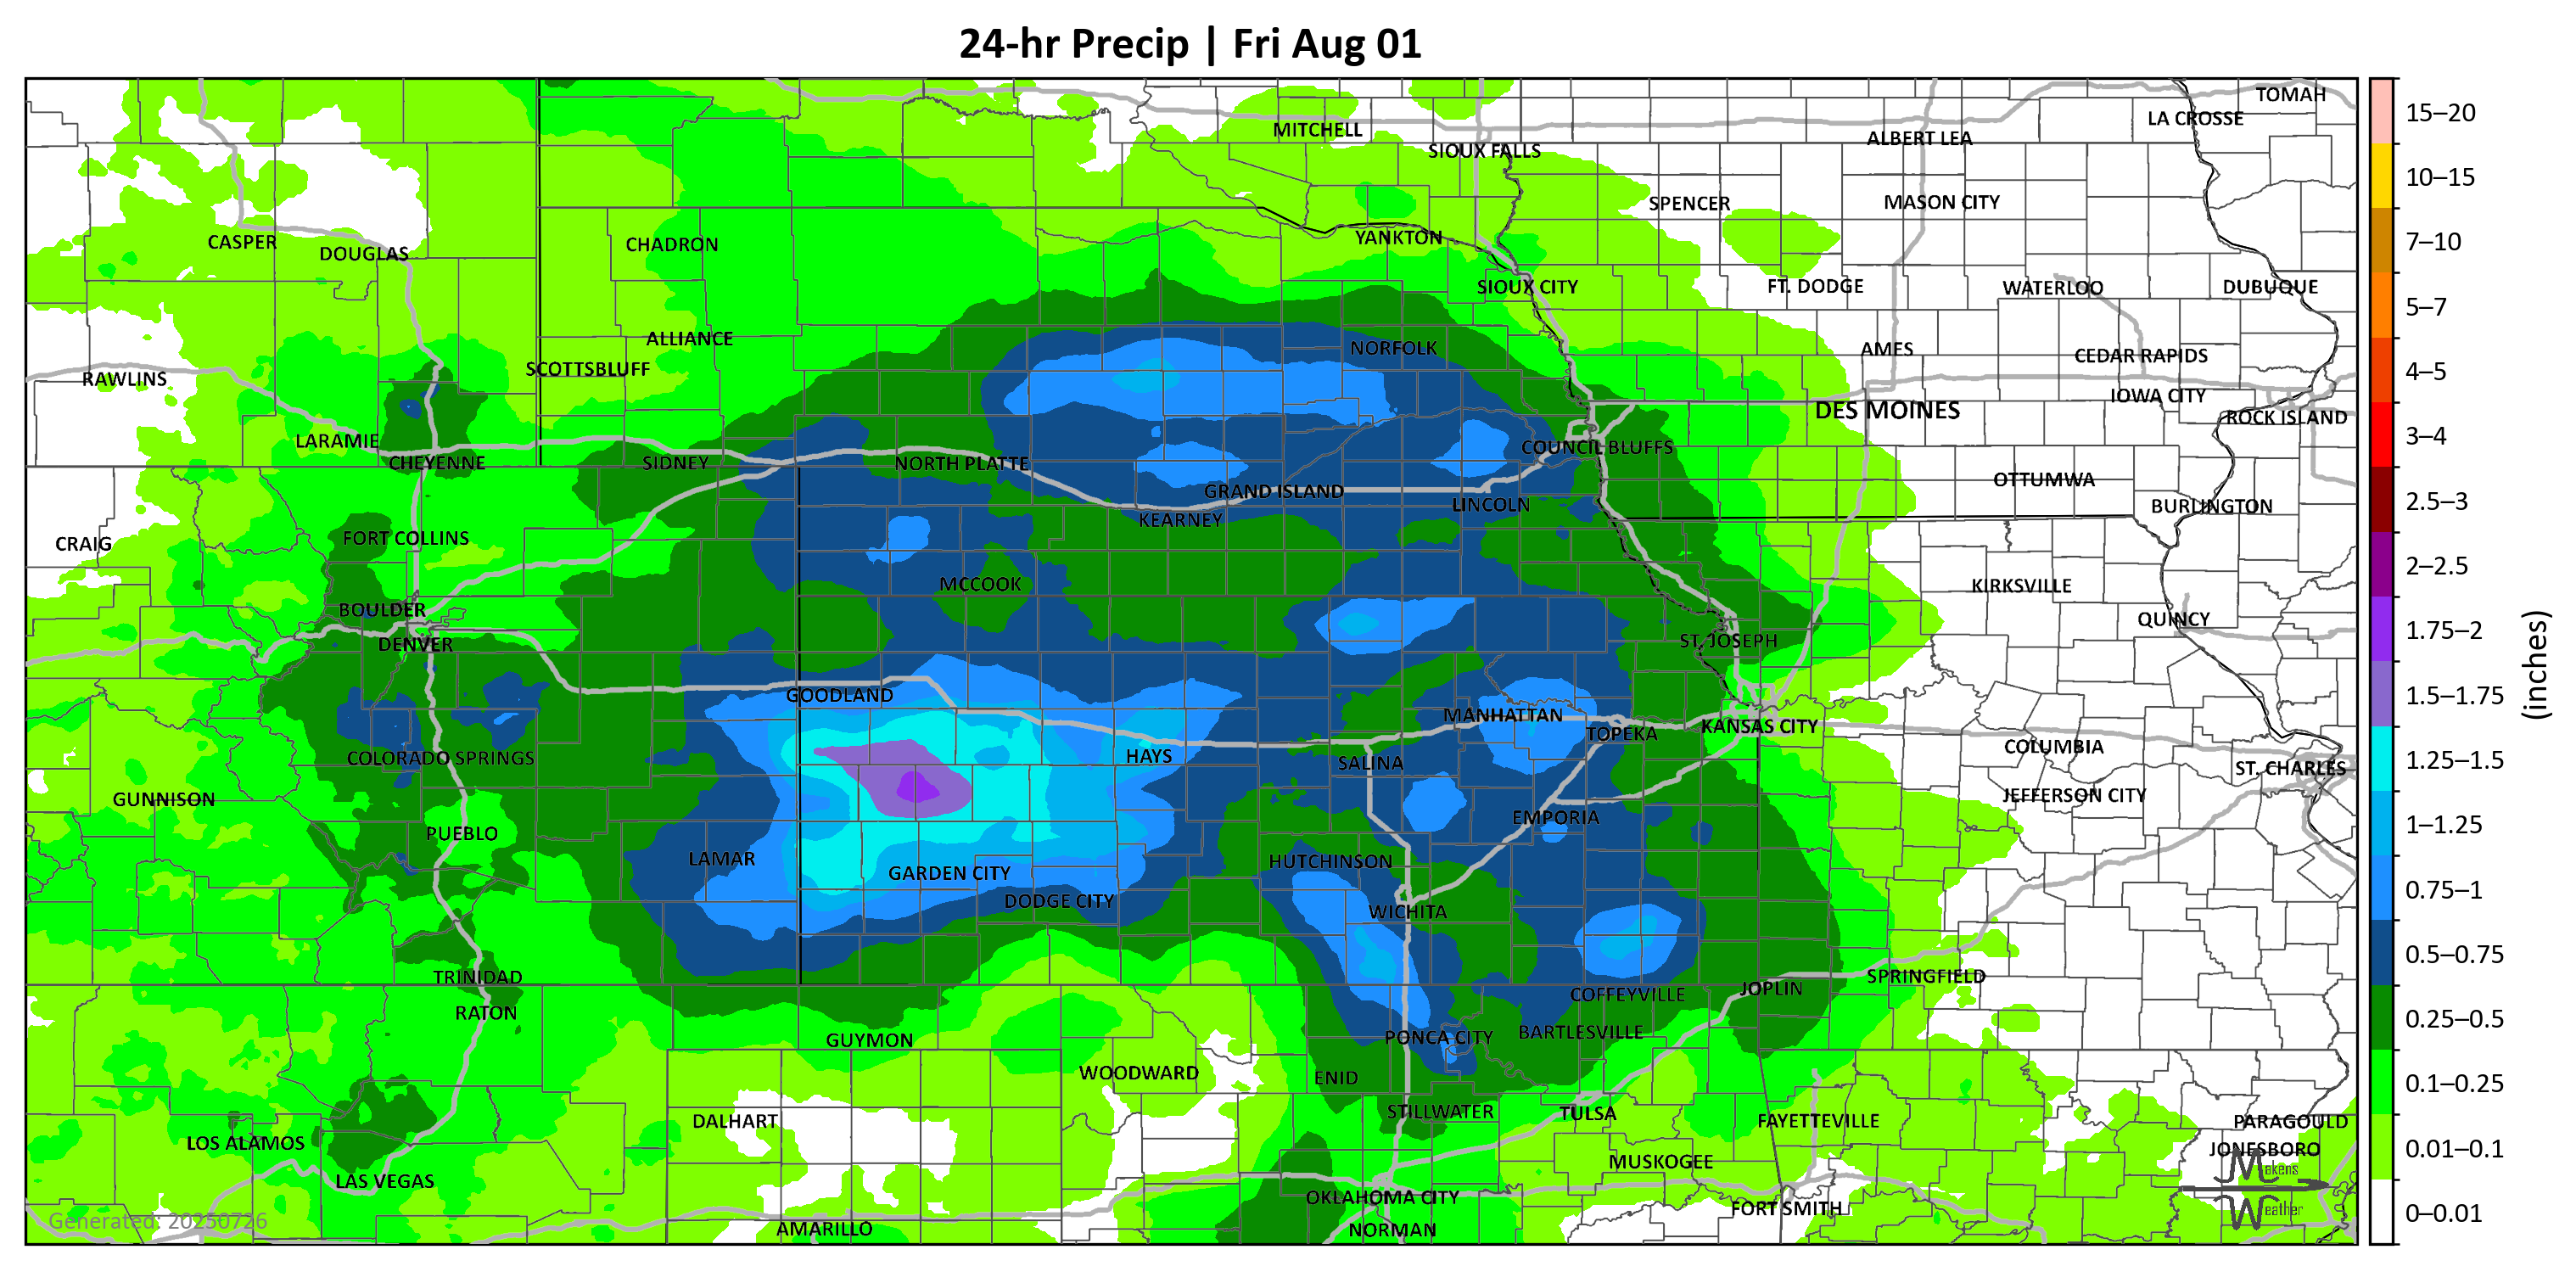 24-hr Precip | Fri Aug 01
TOMAH
LA CROSSE
MITCHELL
ALBERT LEA
SIOUX FALLS
SPENCER
MASON CITY
YANKTON
CASPER
CHADRON
DOUGLAS
SIOUX CITY
FT. DODGE
WATERLOO
DUBUQUE
ALLIANCE
NORFOLK
AMES
CEDAR RAPIDS
SCOTTSBLUFF
RAWLINS
IOWA CITY
DES MOINES
ROCK ISLAND
LARAMIE
COUNCIL BLUFFS
CHEYENNE
SIDNEY
NORTH PLATTE
OTTUMWA
GRAND ISLAND
LINCOLN
BURLINGTON
KEARNEY
FORT COLLINS
CRAIG
MCCOOK
KIRKSVILLE
BOULDER
QUINCY
DENVER
ST. JOSEPH
GOODLAND
MANHATTAN
TOPEKA
KANSAS CITY
COLUMBIA
HAYS
COLORADO SPRINGS
SALINA
ST. CHARLES
GUNNISON
JEFFERSON CITY
EMPORIA
PUEBLO
LAMAR
HUTCHINSON
GARDEN CITY
DODGE CITY
WICHITA
TRINIDAD
SPRINGFIELD
COFFEYVILLE
JOPLIN
RATON
GUYMON
PONCA CITY
BARTLESVILLE
WOODWARD
ENID
STILLWATER
TULSA
DALHART
FAYETTEVILLE
PARAGOULD
LOS ALAMOS
JONESBORO
MUSKOGEE
LAS VEGAS
OKLAHOMA CITY
FORT SMITH
AMARILLO
NORMAN
Generated: 20250726
Makens
Weather
15–20
10–15
7–10
5–7
4–5
3–4
2.5–3
2–2.5
1.75–2
1.5–1.75
1.25–1.5
1–1.25
0.75–1
0.5–0.75
0.25–0.5
0.1–0.25
0.01–0.1
0–0.01
(inches)